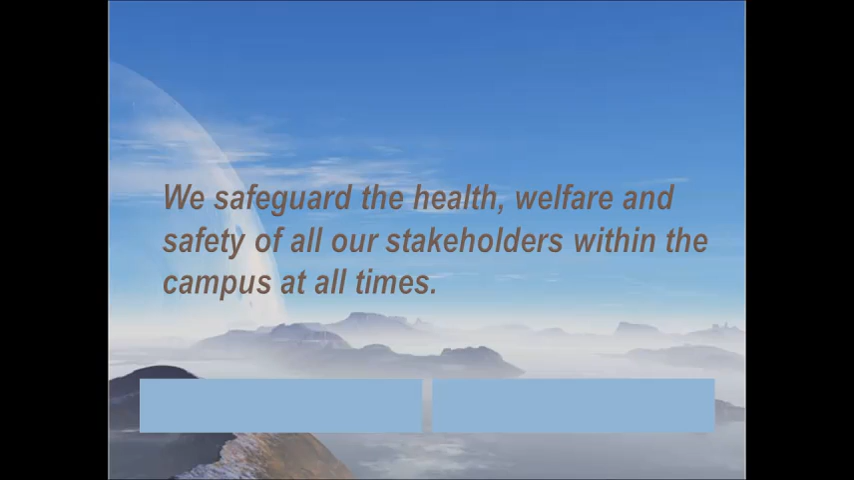 We safeguard the health, welfare and
safety of all our stakeholders within the
campus at all times.